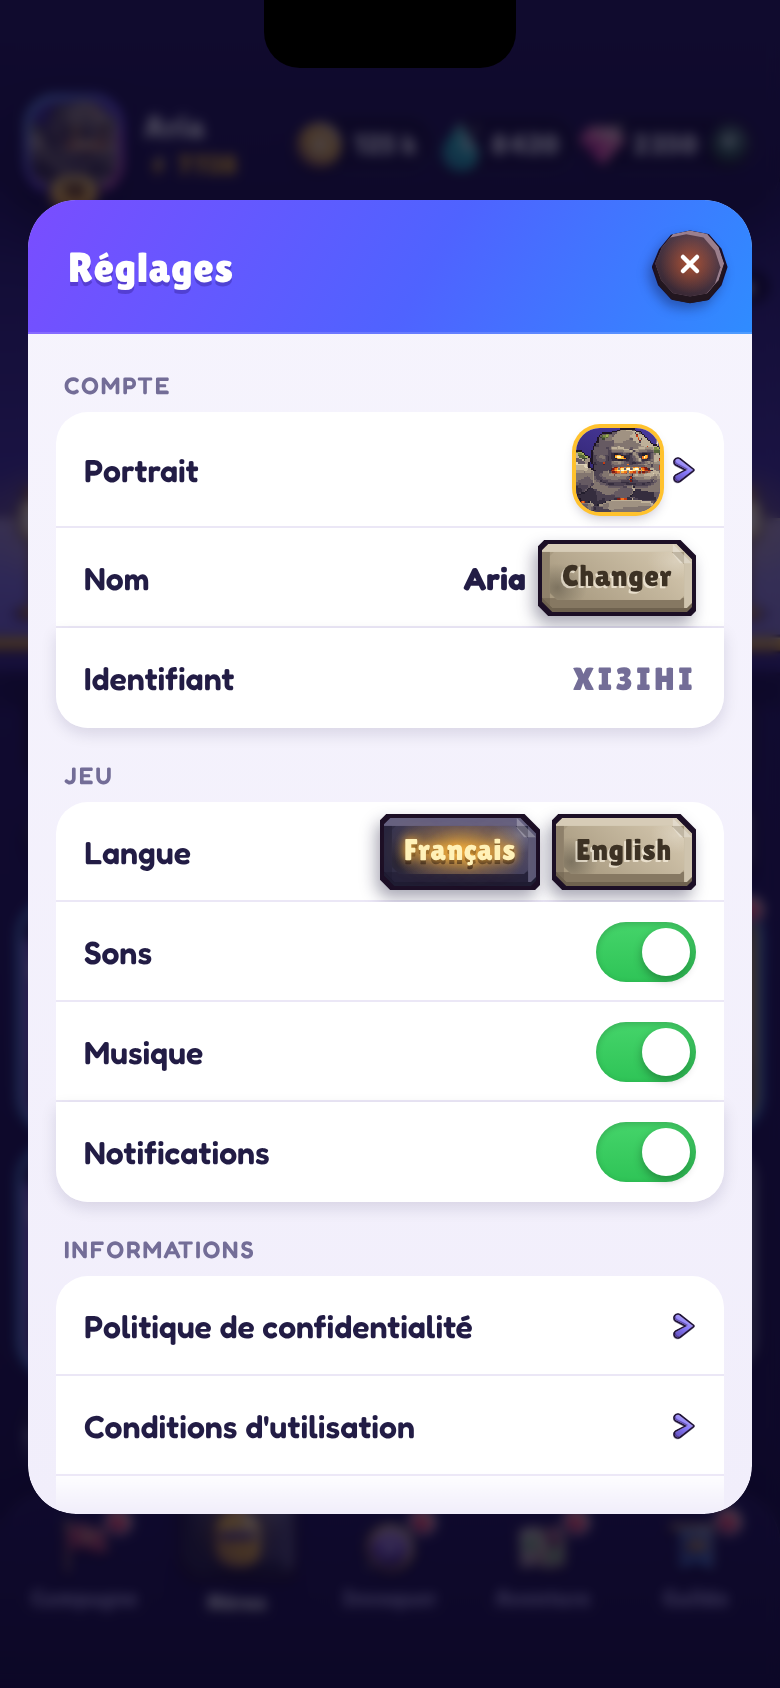 Aria
Réglages
COMPTE
Portrait
Nom Aria Changer
Identifiant XI3IHI
JEU
Langue Français English
Sons
Musique
Notifications
INFORMATIONS
Politique de confidentialité
Conditions d'utilisation